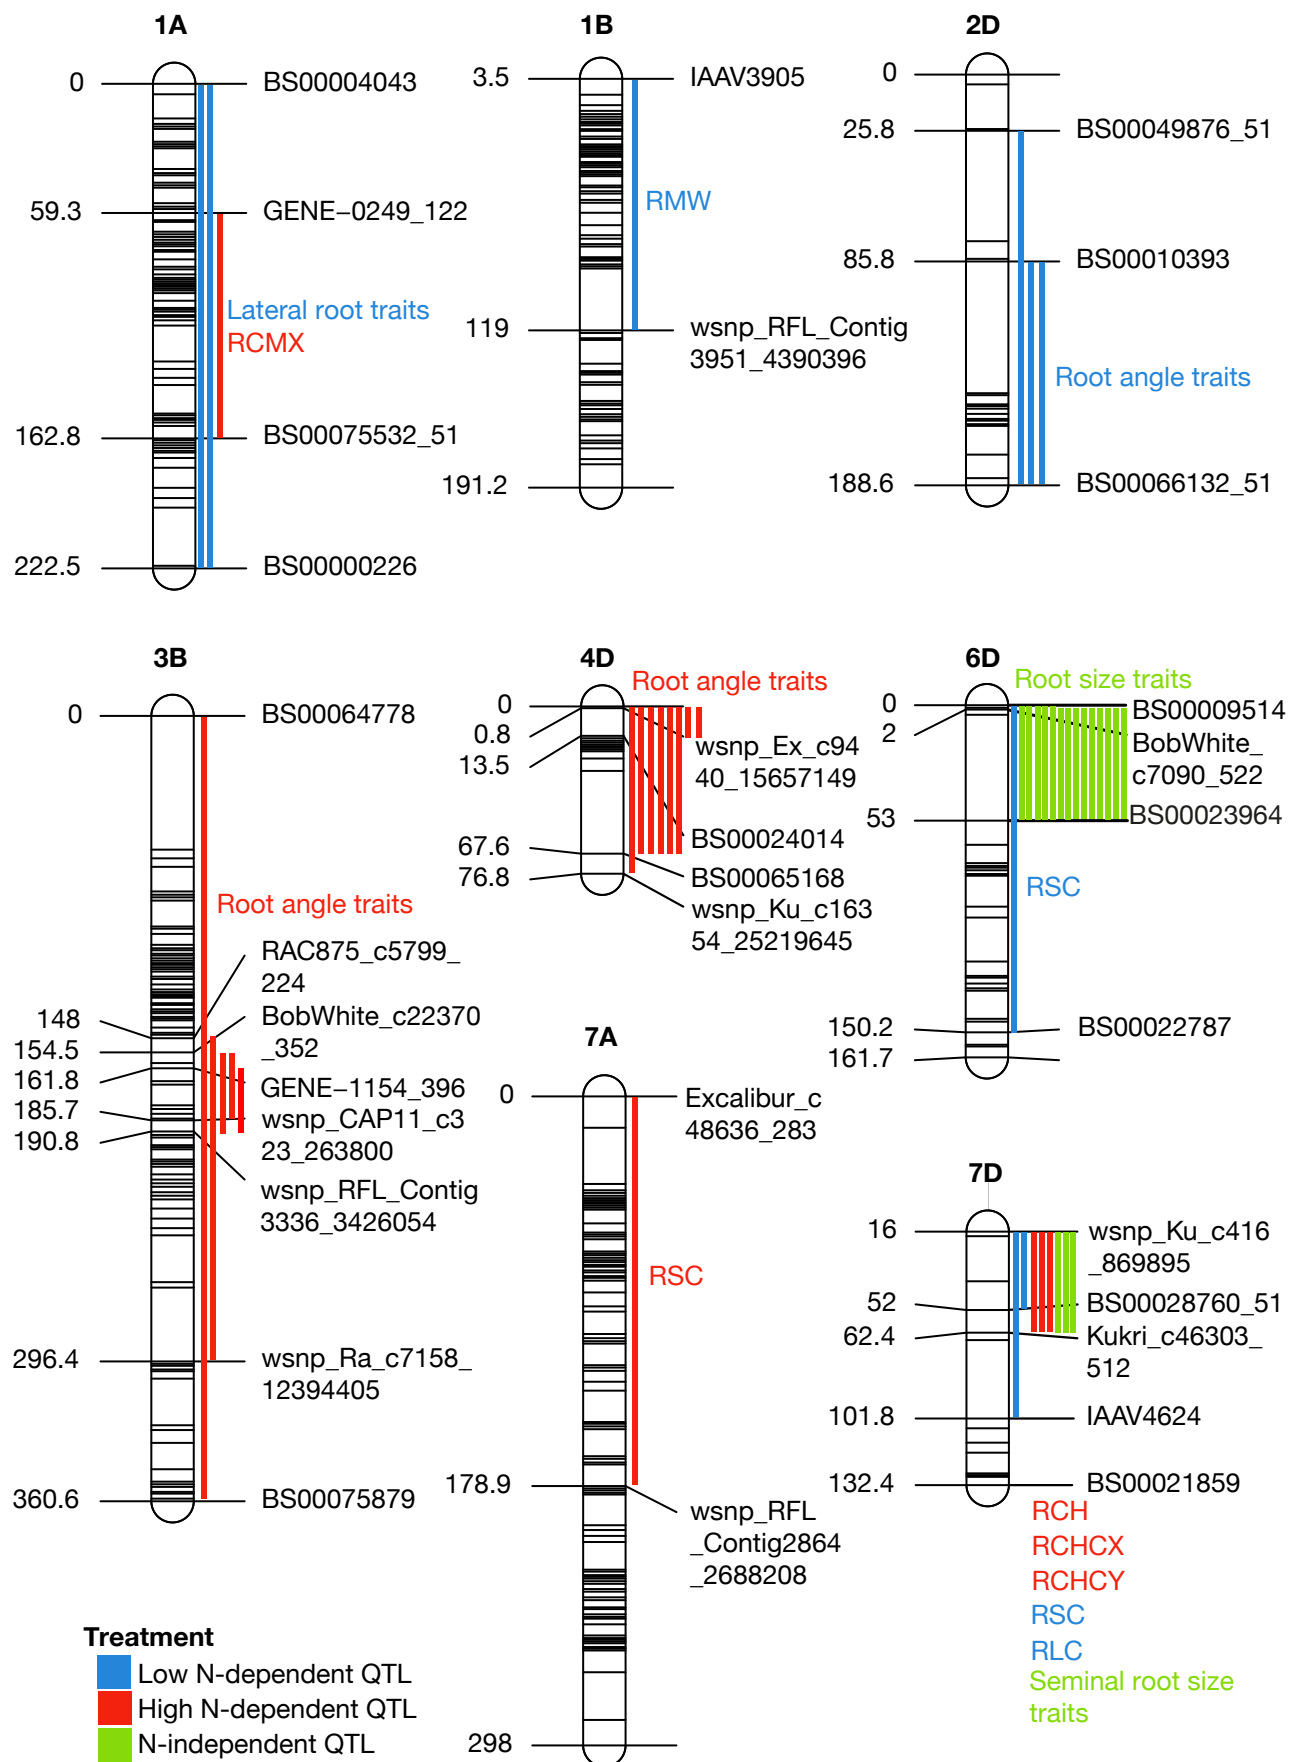 1A
0
BS00004043
59.3
GENE–0249_122
Lateral root traits
RCMX
162.8
BS00075532_51
222.5
BS00000226
1B
3.5
IAAV3905
RMW
119
wsnp_RFL_Contig
3951_4390396
191.2
2D
0
25.8
BS00049876_51
85.8
BS00010393
Root angle traits
188.6
BS00066132_51
3B
0
BS00064778
Root angle traits
RAC875_c5799_
224
148
BobWhite_c22370
_352
154.5
161.8
GENE–1154_396
185.7
wsnp_CAP11_c3
23_263800
190.8
wsnp_RFL_Contig
3336_3426054
296.4
wsnp_Ra_c7158_
12394405
360.6
BS00075879
4D
Root angle traits
0
0.8
wsnp_Ex_c94
40_15657149
13.5
BS00024014
67.6
BS00065168
76.8
wsnp_Ku_c163
54_25219645
6D
Root size traits
0
BS00009514
2
BobWhite_
c7090_522
53
BS00023964
RSC
150.2
BS00022787
161.7
7A
0
Excalibur_c
48636_283
RSC
178.9
wsnp_RFL
_Contig2864
_2688208
298
7D
16
wsnp_Ku_c416
_869895
52
BS00028760_51
62.4
Kukri_c46303_
512
101.8
IAAV4624
132.4
BS00021859
RCH
RCHCX
RCHCY
RSC
RLC
Seminal root size
traits
Treatment
Low N-dependent QTL
High N-dependent QTL
N-independent QTL